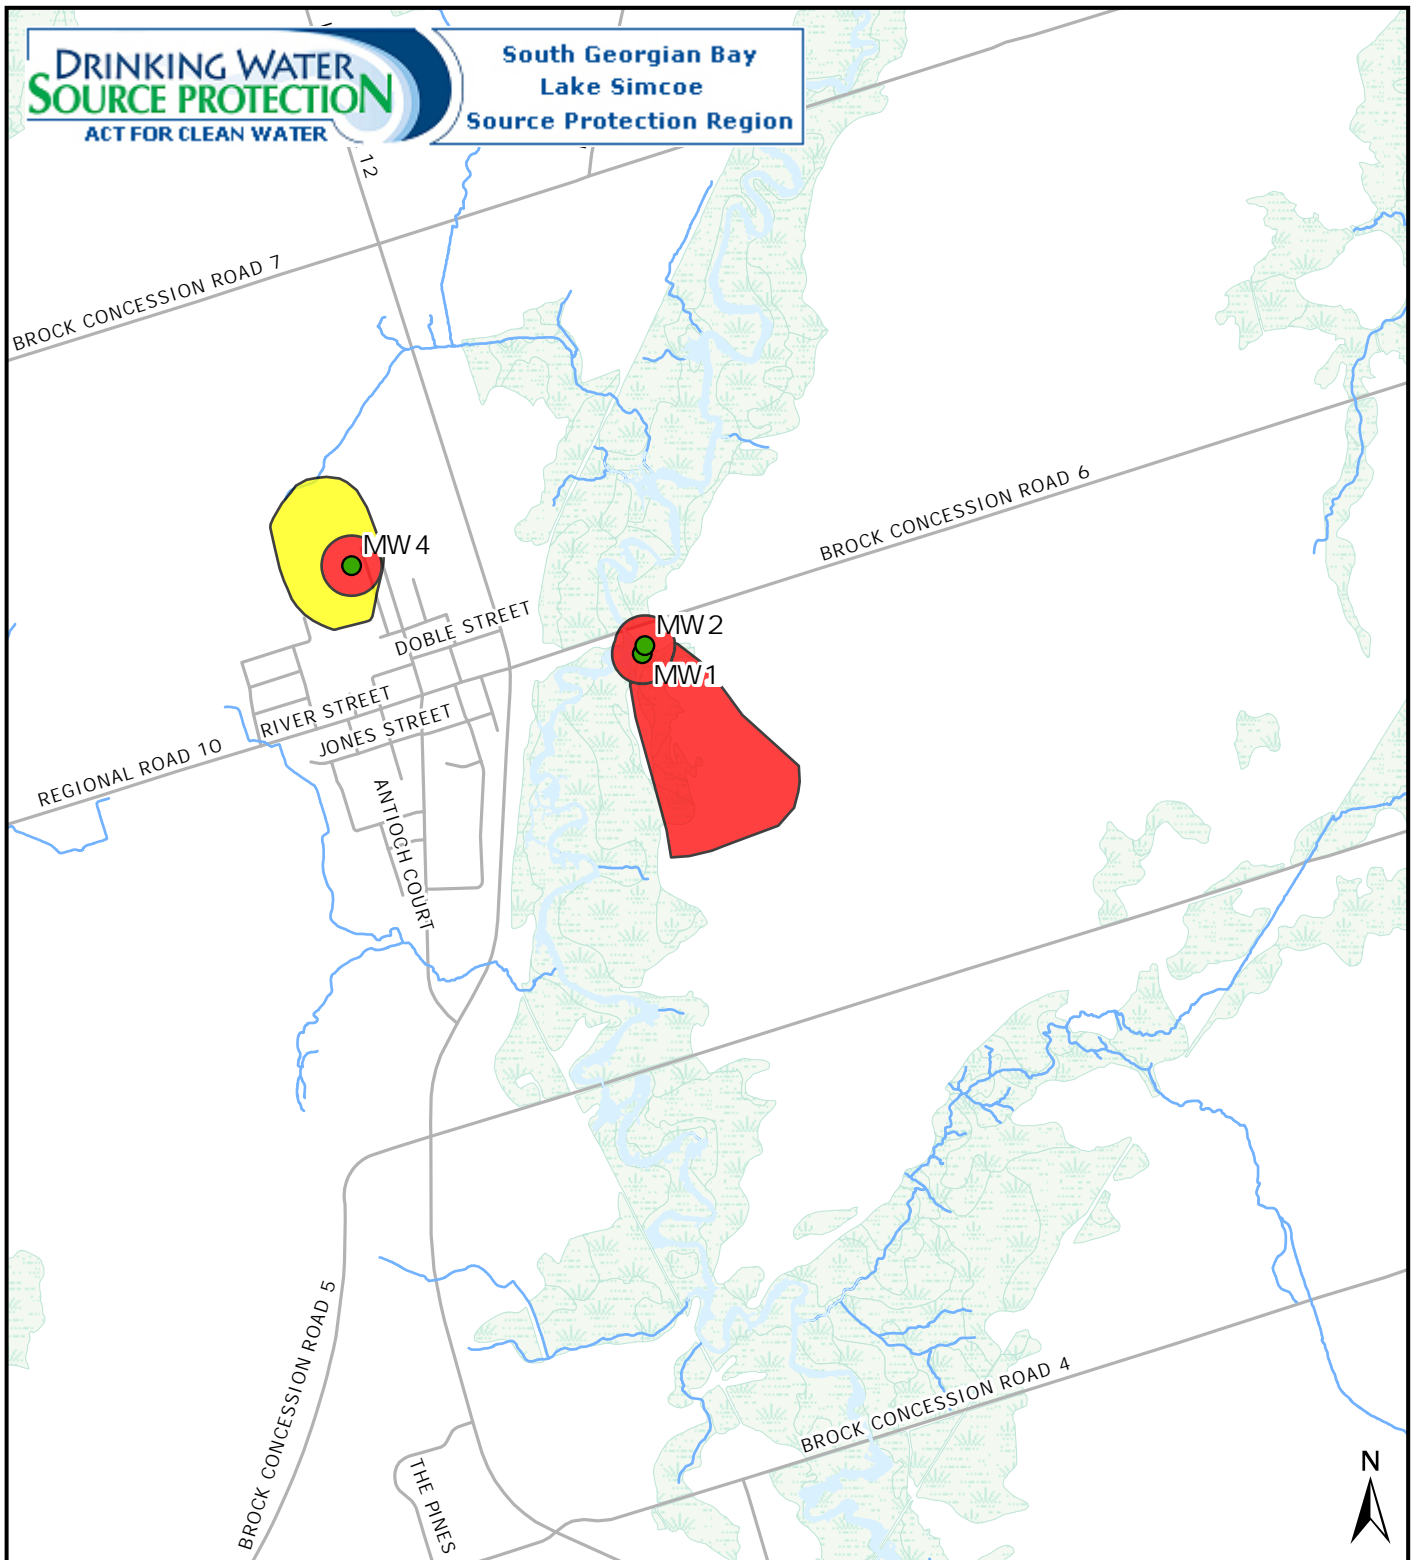 DRINKING WATER
SOURCE PROTECTION
ACT FOR CLEAN WATER
South Georgian Bay
Lake Simcoe
Source Protection Region
12
BROCK CONCESSION ROAD 7
BROCK CONCESSION ROAD 6
MW4
DOBLE STREET
MW2
MW1
RIVER STREET
JONES STREET
REGIONAL ROAD 10
ANTIOCH COURT
BROCK CONCESSION ROAD 5
BROCK CONCESSION ROAD 4
THE PINES
N